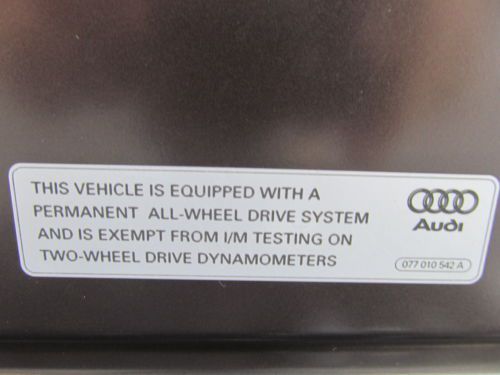 THIS VEHICLE IS EQUIPPED WITH A
PERMANENT ALL-WHEEL DRIVE SYSTEM
AND IS EXEMPT FROM I/M TESTING ON
TWO-WHEEL DRIVE DYNAMOMETERS
Audi
077 010 542 A